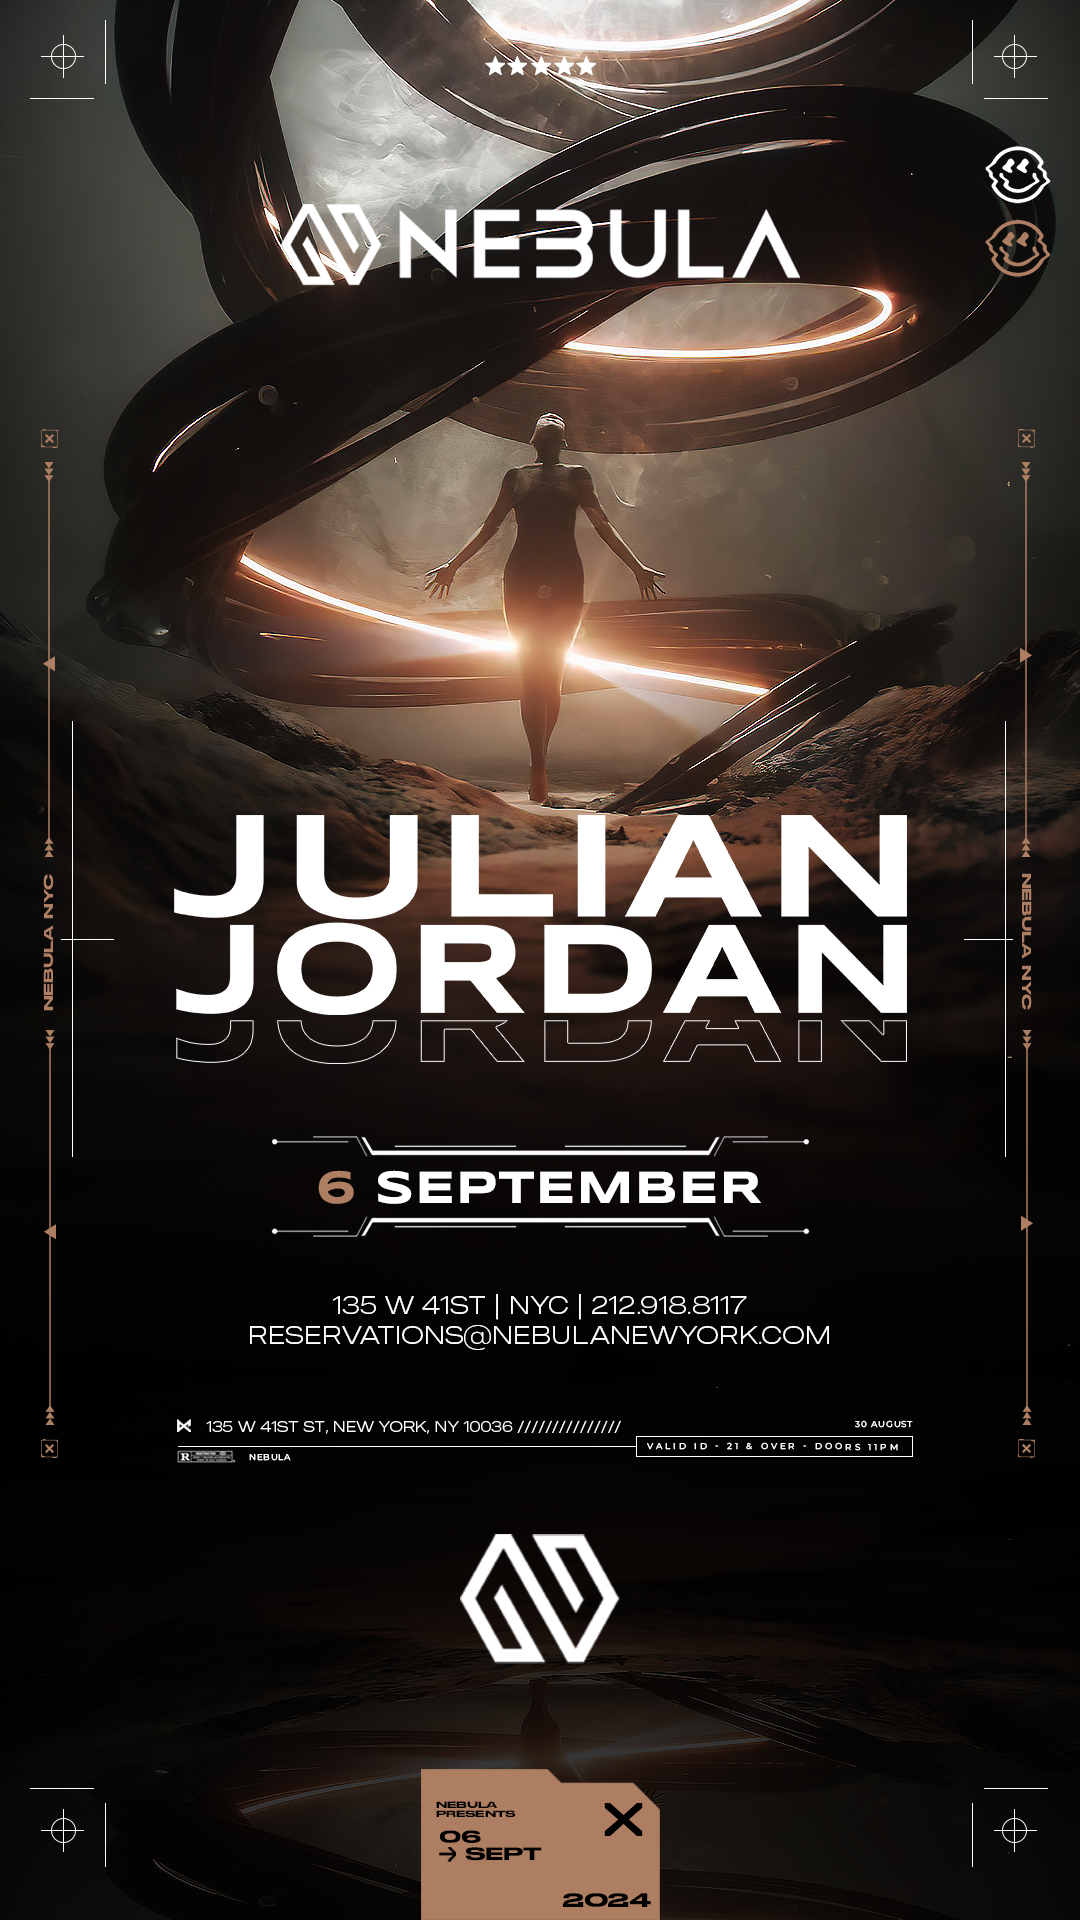 NEBULA
JULIAN
JORDAN
JORDAN
NEBULA NYC
NEBULA NYC
6 SEPTEMBER
135 W 41ST | NYC | 212.918.8117
RESERVATIONS@NEBULANEWYORK.COM
135 W 41ST ST, NEW YORK, NY 10036 ///////////////
30 AUGUST
VALID ID - 21 & OVER - DOORS 11PM
R
NEBULA
NEBULA
PRESENTS
06
→ SEPT
2024